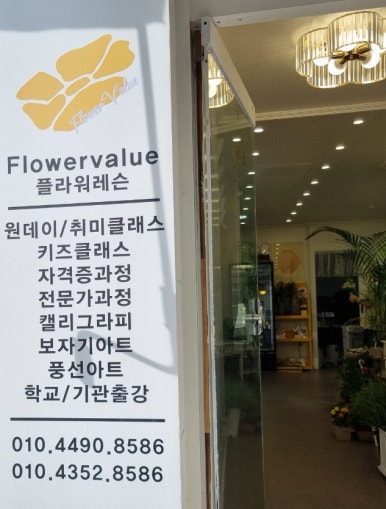 Flower Value
Flowervalue
플라워레슨
원데이/취미클래스
키즈클래스
자격증과정
전문가과정
캘리그라피
보자기아트
풍선아트
학교/기관출강
010.4490.8586
010.4352.8586